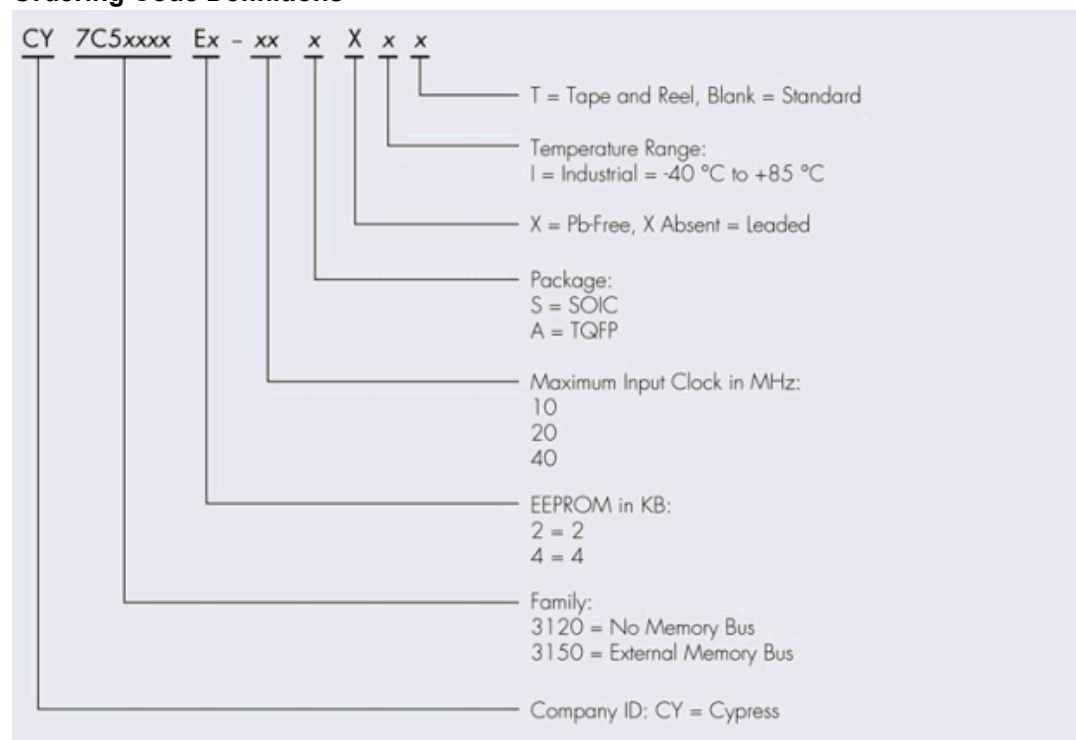 CY 7C5xxxx Ex - xx x X x x
T = Tape and Reel, Blank = Standard
Temperature Range:
I = Industrial = -40 °C to +85 °C
X = Pb-Free, X Absent = Leaded
Package:
S = SOIC
A = TQFP
Maximum Input Clock in MHz:
10
20
40
EEPROM in KB:
2 = 2
4 = 4
Family:
3120 = No Memory Bus
3150 = External Memory Bus
Company ID: CY = Cypress